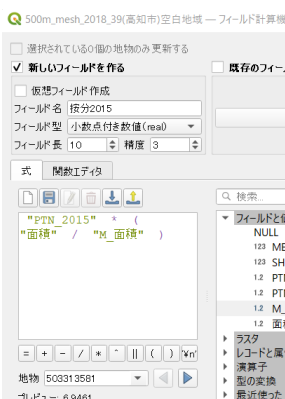 500m_mesh_2018_39(高知市)空白地域 — フィールド計算機
選択されている0個の地物のみ更新する
新しいフィールドを作る
既存のフィー
仮想フィールド作成
フィールド名 按分2015
フィールド型 小数点付き数値(real)
フィールド長 10 精度 3
式 関数エディタ
"PTN_2015" * (
"面積" / "M_面積" )
= + - / * ^ || ( ) '¥n'
地物 503313581
プレビュー: 6.9461
検索...
フィールドと値
NULL
123 ME
123 SH
1.2 PTN
1.2 PTN
1.2 M_
1.2 面積
ラスタ
レコードと属
演算子
型の変換
最近使った